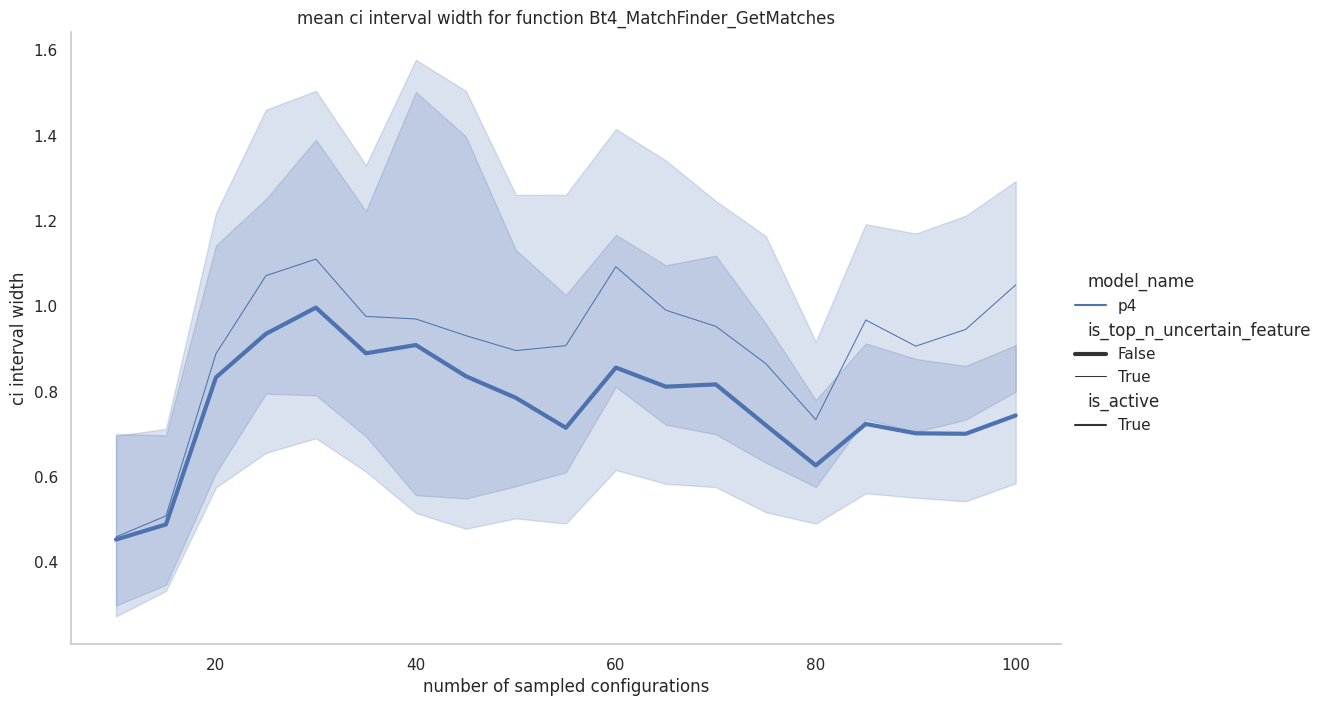 mean ci interval width for function Bt4_MatchFinder_GetMatches
1.6
1.4
1.2
1.0
0.8
0.6
0.4
ci interval width
20
40
60
80
100
number of sampled configurations
model_name
p4
is_top_n_uncertain_feature
False
True
is_active
True